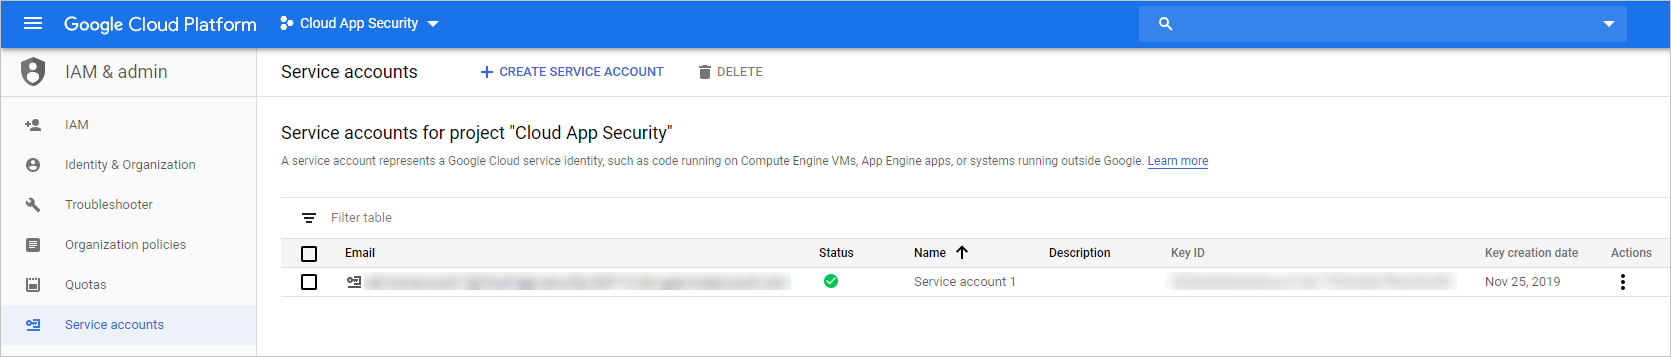 Google Cloud Platform Cloud App Security
IAM & admin
Service accounts CREATE SERVICE ACCOUNT DELETE
IAM
Identity & Organization
Troubleshooter
Organization policies
Quotas
Service accounts
Service accounts for project "Cloud App Security"
A service account represents a Google Cloud service identity, such as code running on Compute Engine VMs, App Engine apps, or systems running outside Google. Learn more
Filter table
Email Status Name Description Key ID Key creation date Actions
Service account 1 Nov 25, 2019